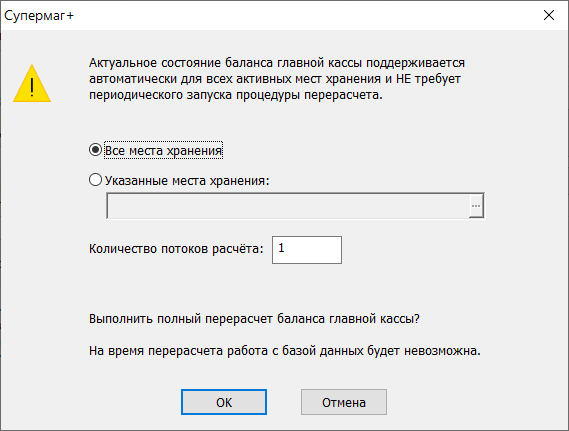 Супермаг+
Актуальное состояние баланса главной кассы поддерживается
автоматически для всех активных мест хранения и НЕ требует
периодического запуска процедуры перерасчета.
Все места хранения
Указанные места хранения:
...
Количество потоков расчёта: 1
Выполнить полный перерасчет баланса главной кассы?
На время перерасчета работа с базой данных будет невозможна.
OK Отмена